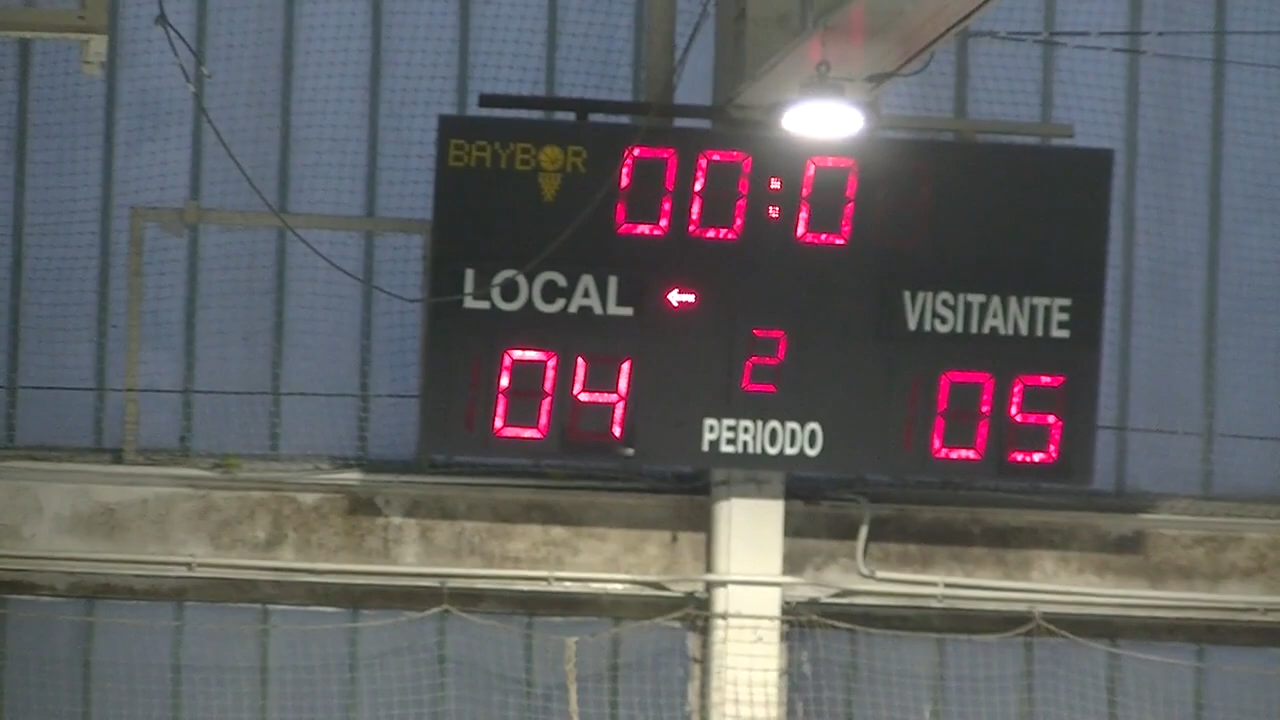 BAYBOR
00:0
LOCAL ← VISITANTE
04 2 05
PERIODO